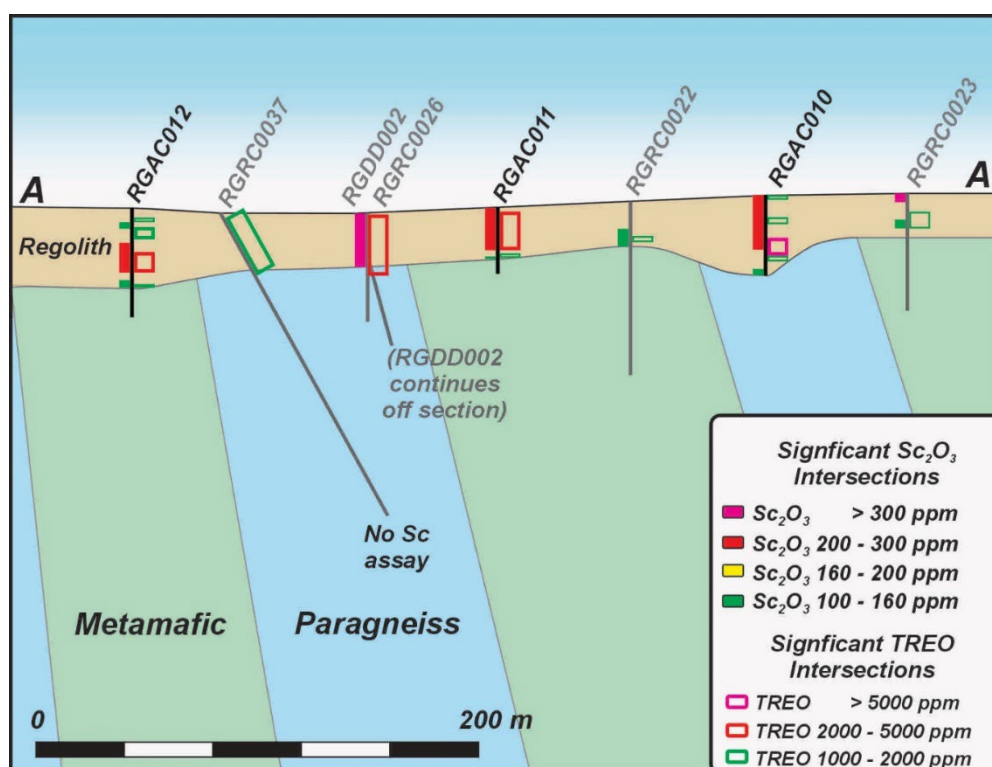 RGAC012
RGRC0037
RGDD002
RGRC0026
RGAC011
RGRC0022
RGAC010
RGRC0023
A
A
Regolith
(RGDD002
continues
off section)
No Sc
assay
Metamafic
Paragneiss
0
200 m
Signficant Sc₂O₃
Intersections
Sc₂O₃ > 300 ppm
Sc₂O₃ 200 - 300 ppm
Sc₂O₃ 160 - 200 ppm
Sc₂O₃ 100 - 160 ppm
Signficant TREO
Intersections
TREO > 5000 ppm
TREO 2000 - 5000 ppm
TREO 1000 - 2000 ppm